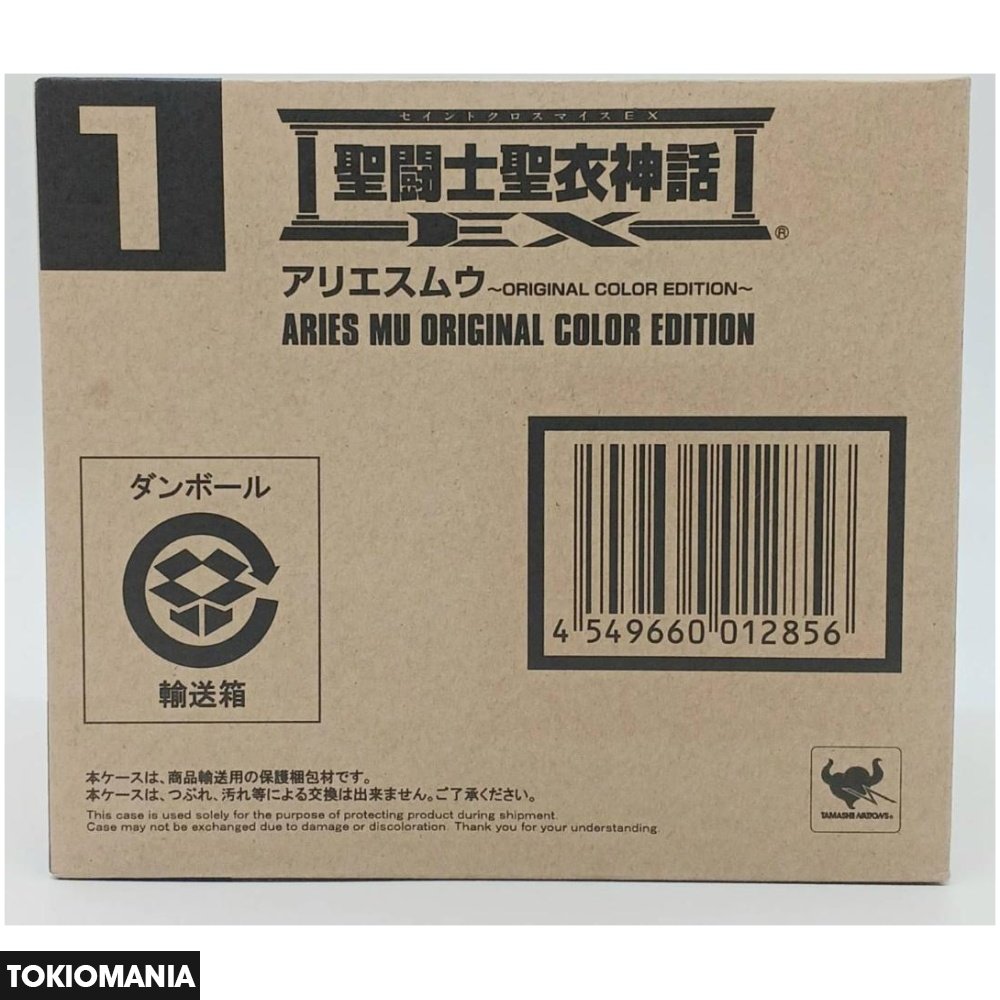 1
セイントクロスマイスEX
聖闘士聖衣神話
EX®
アリエスムウ~ORIGINAL COLOR EDITION~
ARIES MU ORIGINAL COLOR EDITION
ダンボール
輸送箱
4 549660 012856
本ケースは、商品輸送用の保護梱包材です。
本ケースは、つぶれ、汚れ等による交換は出来ません。ご了承ください。
This case is used solely for the purpose of protecting product during shipment.
Case may not be exchanged due to damage or discoloration. Thank you for your understanding.
TAMASHII NATIONS®
TOKIOMANIA